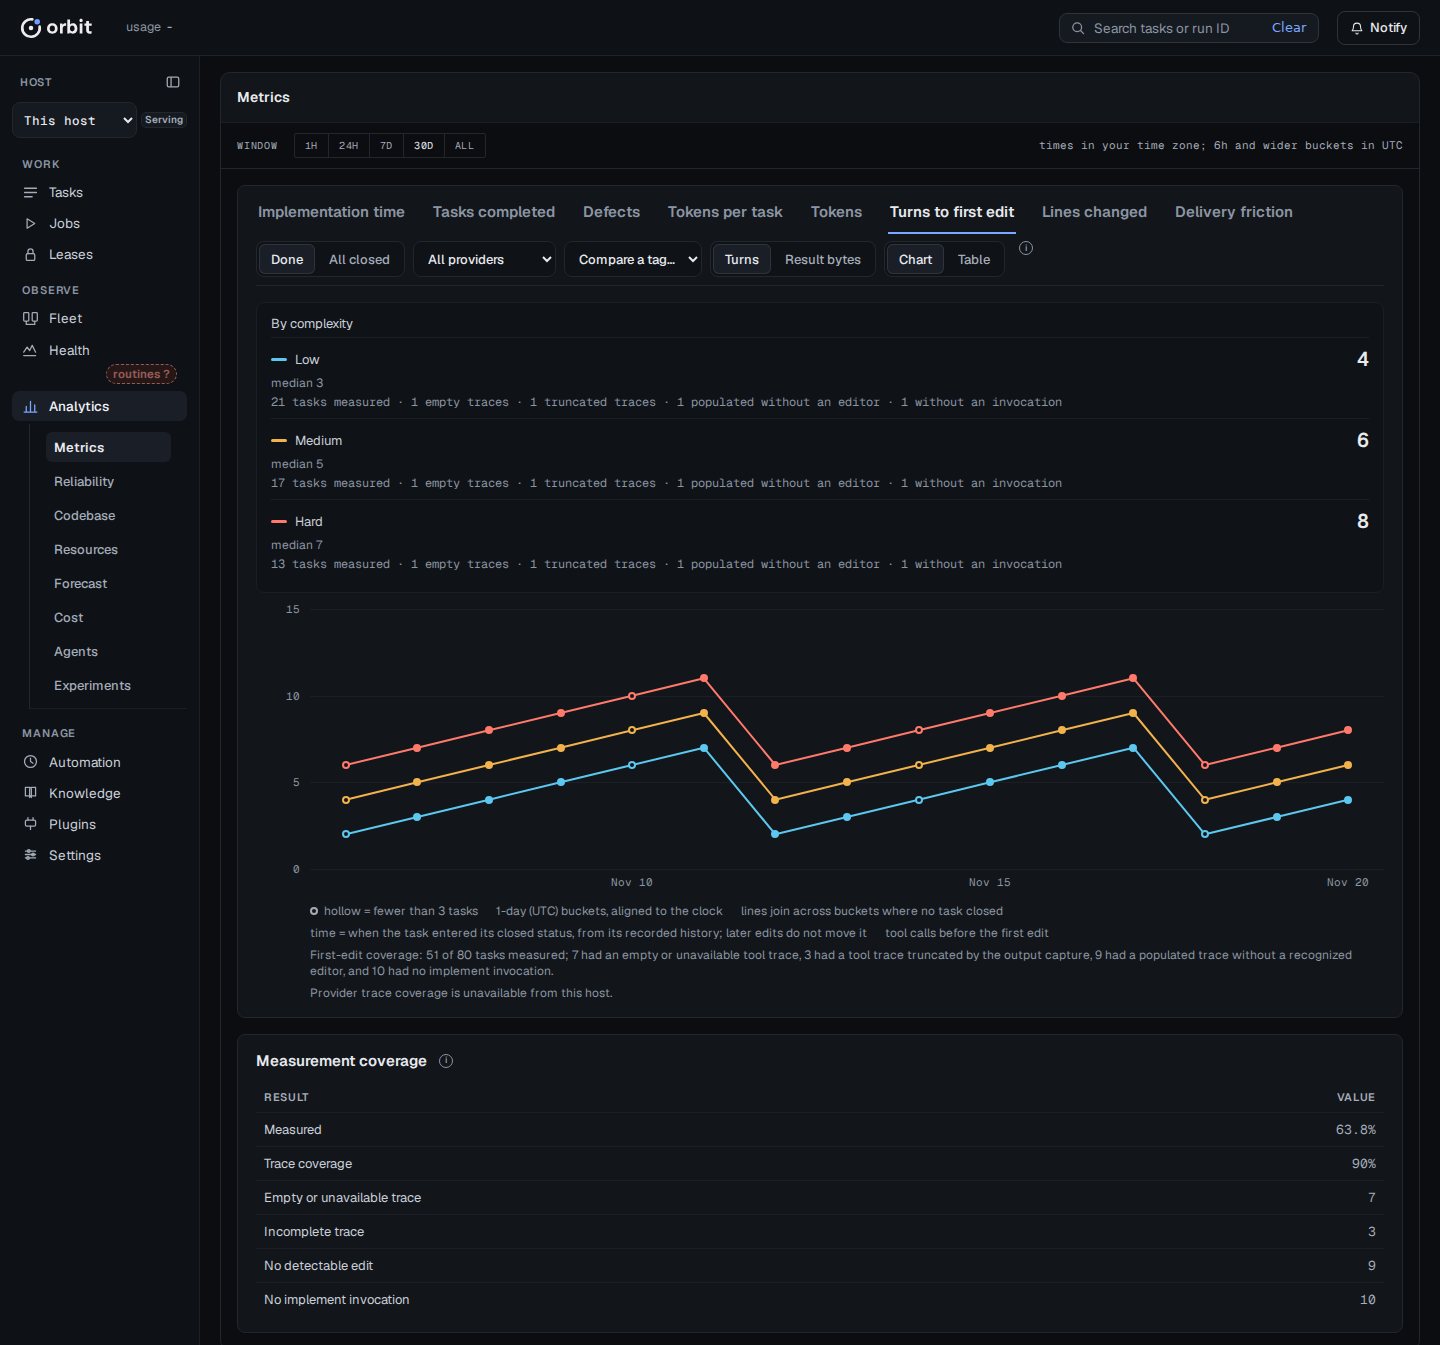 orbit
usage -
Search tasks or run ID
Clear
Notify
HOST
This host
Serving
WORK
Tasks
Jobs
Leases
OBSERVE
Fleet
Health
routines ?
Analytics
Metrics
Reliability
Codebase
Resources
Forecast
Cost
Agents
Experiments
MANAGE
Automation
Knowledge
Plugins
Settings
Metrics
WINDOW 1H 24H 7D 30D ALL
times in your time zone; 6h and wider buckets in UTC
Implementation time Tasks completed Defects Tokens per task Tokens Turns to first edit Lines changed Delivery friction
Done All closed All providers Compare a tag... Turns Result bytes Chart Table
By complexity
Low 4
median 3
21 tasks measured · 1 empty traces · 1 truncated traces · 1 populated without an editor · 1 without an invocation
Medium 6
median 5
17 tasks measured · 1 empty traces · 1 truncated traces · 1 populated without an editor · 1 without an invocation
Hard 8
median 7
13 tasks measured · 1 empty traces · 1 truncated traces · 1 populated without an editor · 1 without an invocation
15
10
5
0
Nov 10 Nov 15 Nov 20
hollow = fewer than 3 tasks 1-day (UTC) buckets, aligned to the clock lines join across buckets where no task closed
time = when the task entered its closed status, from its recorded history; later edits do not move it tool calls before the first edit
First-edit coverage: 51 of 80 tasks measured; 7 had an empty or unavailable tool trace, 3 had a tool trace truncated by the output capture, 9 had a populated trace without a recognized
editor, and 10 had no implement invocation.
Provider trace coverage is unavailable from this host.
Measurement coverage
RESULT VALUE
Measured 63.8%
Trace coverage 90%
Empty or unavailable trace 7
Incomplete trace 3
No detectable edit 9
No implement invocation 10